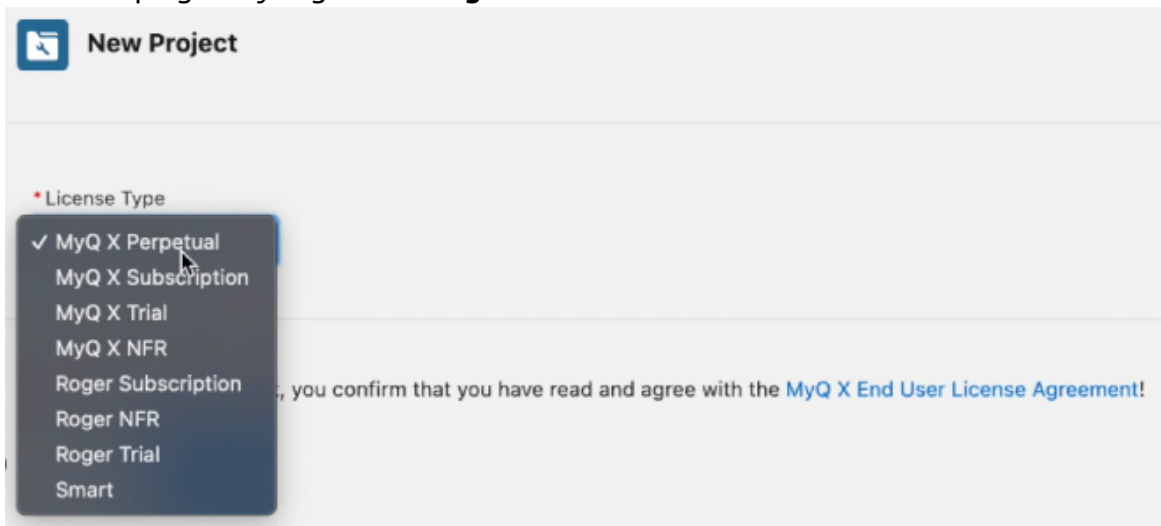 New Project
*License Type
✓ MyQ X Perpetual
MyQ X Subscription
MyQ X Trial
MyQ X NFR
Roger Subscription
, you confirm that you have read and agree with the MyQ X End User License Agreement!
Roger NFR
Roger Trial
Smart